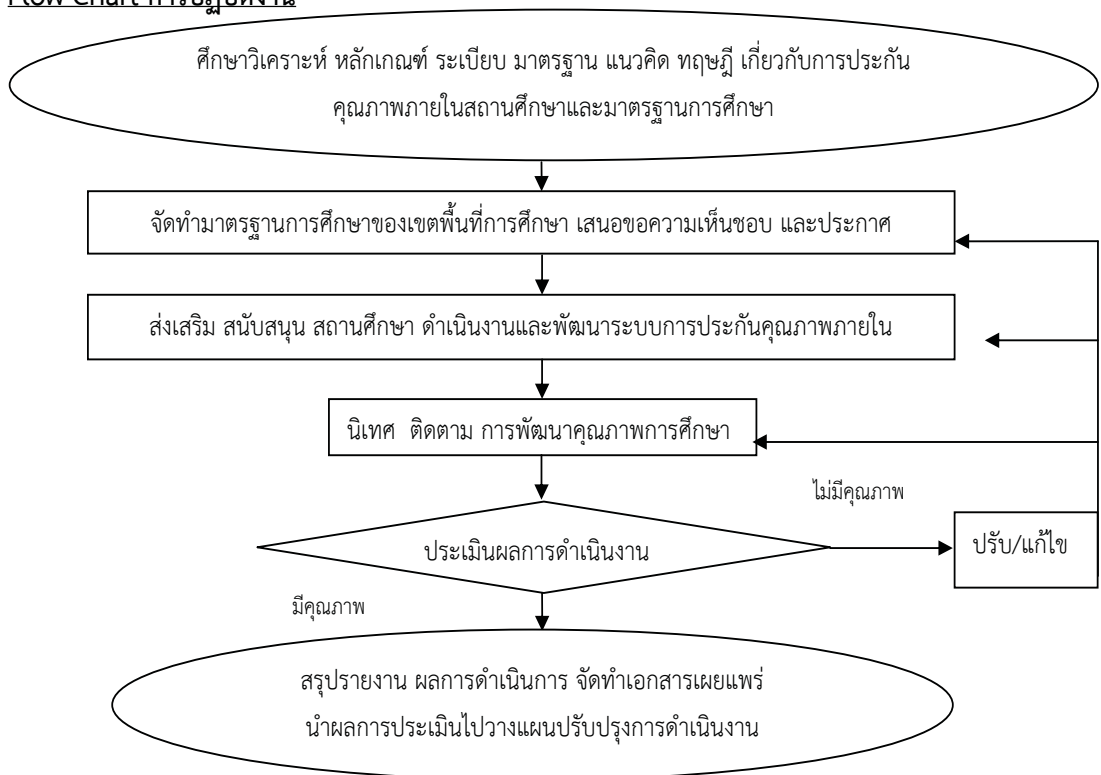 Flow Chart การปฏิบัติงาน
ศึกษาวิเคราะห์ หลักเกณฑ์ ระเบียบ มาตรฐาน แนวคิด ทฤษฎี เกี่ยวกับการประกัน
คุณภาพภายในสถานศึกษาและมาตรฐานการศึกษา
จัดทำมาตรฐานการศึกษาของเขตพื้นที่การศึกษา เสนอขอความเห็นชอบ และประกาศ
ส่งเสริม สนับสนุน สถานศึกษา ดำเนินงานและพัฒนาระบบการประกันคุณภาพภายใน
นิเทศ ติดตาม การพัฒนาคุณภาพการศึกษา
ไม่มีคุณภาพ
ประเมินผลการดำเนินงาน
ปรับ/แก้ไข
มีคุณภาพ
สรุปรายงาน ผลการดำเนินการ จัดทำเอกสารเผยแพร่
นำผลการประเมินไปวางแผนปรับปรุงการดำเนินงาน